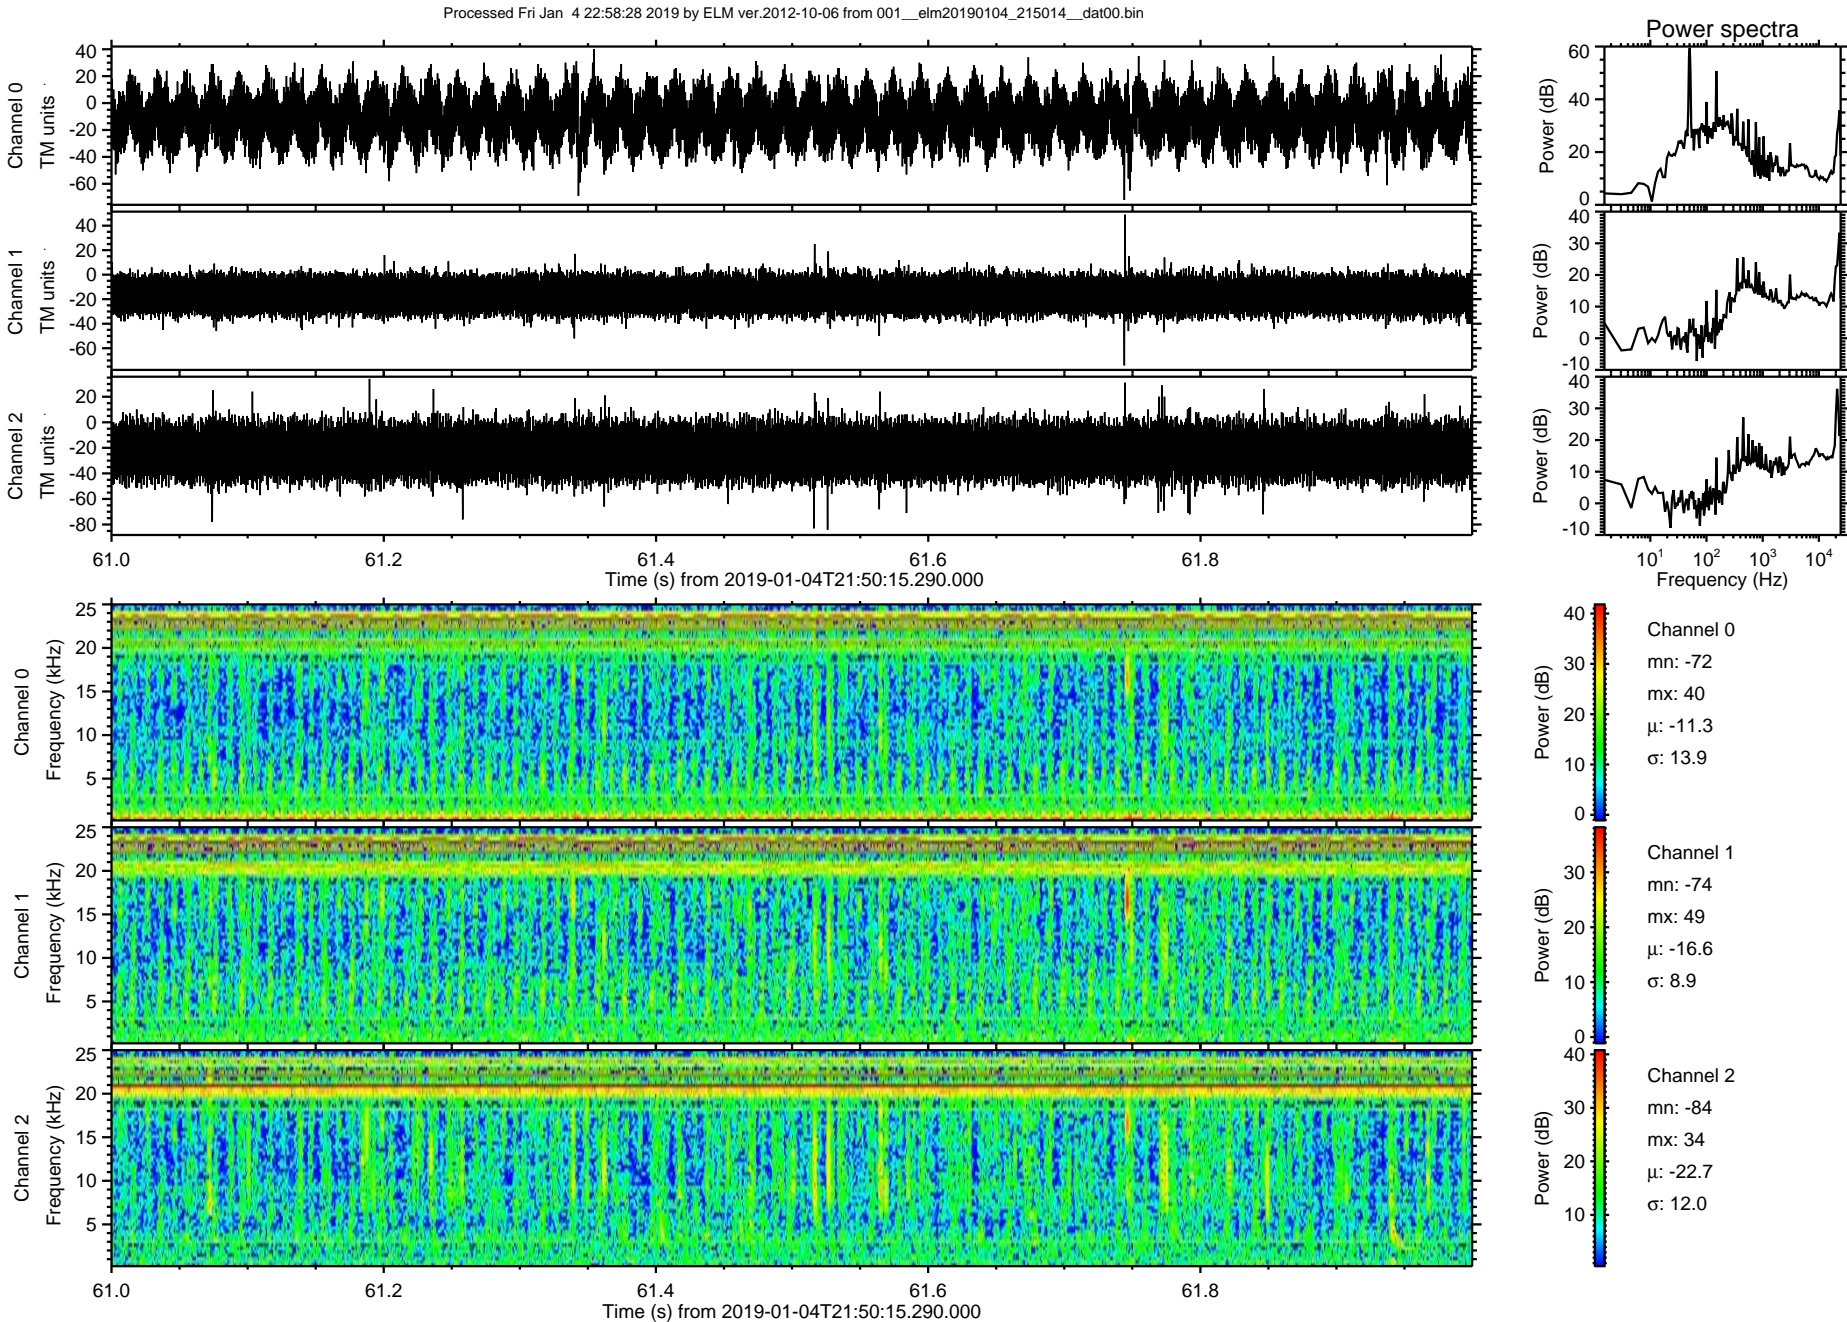 Processed Fri Jan 4 22:58:28 2019 by ELM ver.2012-10-06 from 001__elm20190104_215014__dat00.bin
Power spectra
Channel 0
TM units
40
20
0
-20
-40
-60
Power (dB)
60
40
20
0
Channel 1
TM units
40
20
0
-20
-40
-60
Power (dB)
40
30
20
10
0
-10
Channel 2
TM units
20
0
-20
-40
-60
-80
Power (dB)
40
30
20
10
0
-10
61.0 61.2 61.4 61.6 61.8
Time (s) from 2019-01-04T21:50:15.290.000
10¹ 10² 10³ 10⁴
Frequency (Hz)
Channel 0
Frequency (kHz)
25
20
15
10
5
Power (dB)
40
30
20
10
0
Channel 0
mn: -72
mx: 40
μ: -11.3
σ: 13.9
Channel 1
Frequency (kHz)
25
20
15
10
5
Power (dB)
30
20
10
0
Channel 1
mn: -74
mx: 49
μ: -16.6
σ: 8.9
Channel 2
Frequency (kHz)
25
20
15
10
5
Power (dB)
40
30
20
10
Channel 2
mn: -84
mx: 34
μ: -22.7
σ: 12.0
61.0 61.2 61.4 61.6 61.8
Time (s) from 2019-01-04T21:50:15.290.000